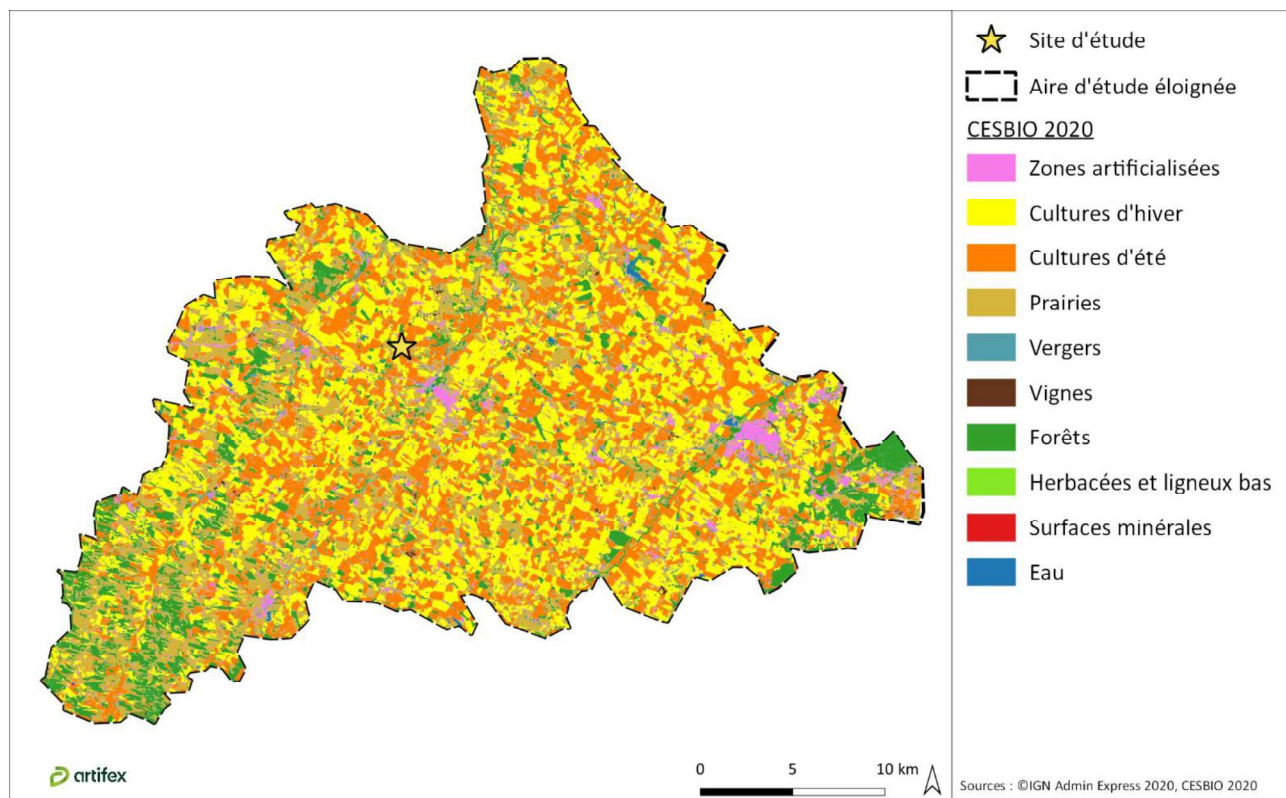 Site d'étude
Aire d'étude éloignée
CESBIO 2020
Zones artificialisées
Cultures d'hiver
Cultures d'été
Prairies
Vergers
Vignes
Forêts
Herbacées et ligneux bas
Surfaces minérales
Eau
artifex
0 5 10 km
Sources : ©IGN Admin Express 2020, CESBIO 2020